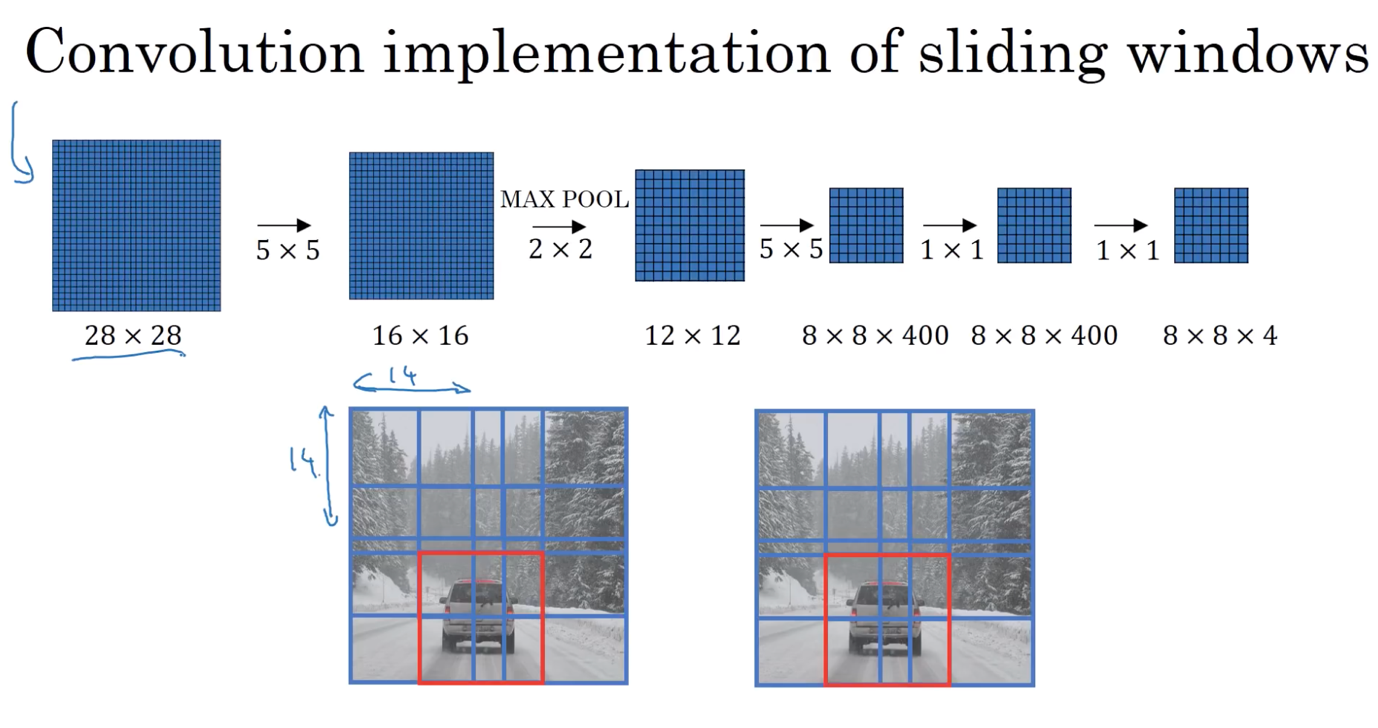 Convolution implementation of sliding windows
MAX POOL
5 × 5
2 × 2
5 × 5
1 × 1
1 × 1
28 × 28
16 × 16
12 × 12
8 × 8 × 400
8 × 8 × 400
8 × 8 × 4
14
14